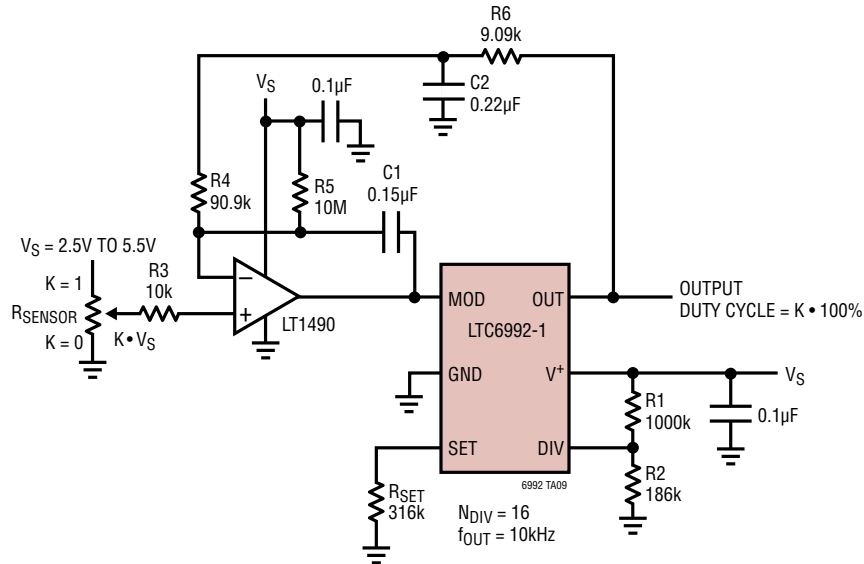 R6
9.09k
C2
0.22µF
VS
0.1µF
R4
90.9k
R5
10M
C1
0.15µF
VS = 2.5V TO 5.5V
K = 1
RSENSOR
K = 0
R3
10k
K • VS
–
+
LT1490
MOD
OUT
LTC6992-1
GND
V+
SET
DIV
OUTPUT
DUTY CYCLE = K • 100%
VS
R1
1000k
0.1µF
R2
186k
6992 TA09
RSET
316k
NDIV = 16
fOUT = 10kHz